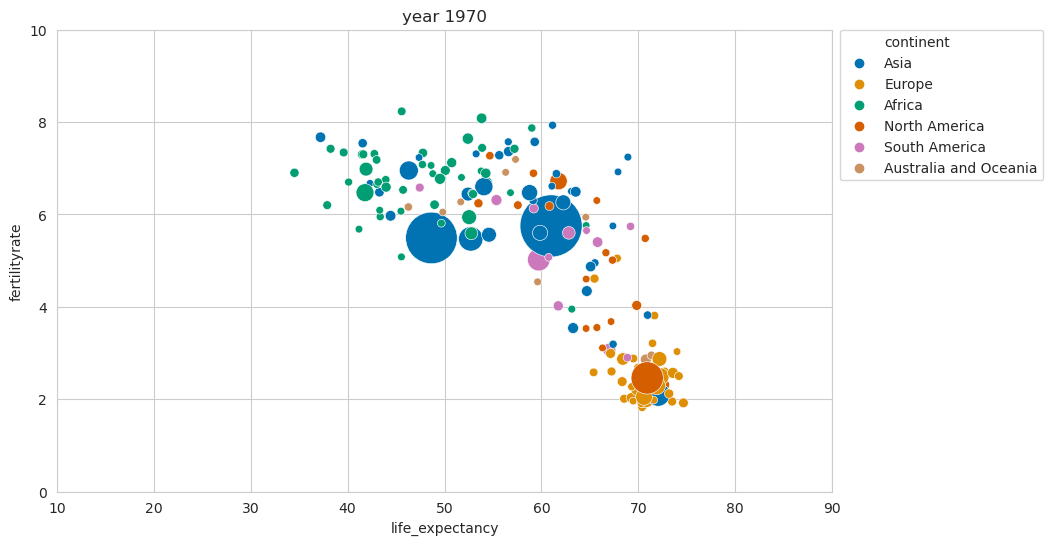 year 1970
continent
Asia
Europe
Africa
North America
South America
Australia and Oceania
fertilityrate
10
8
6
4
2
0
10 20 30 40 50 60 70 80 90
life_expectancy